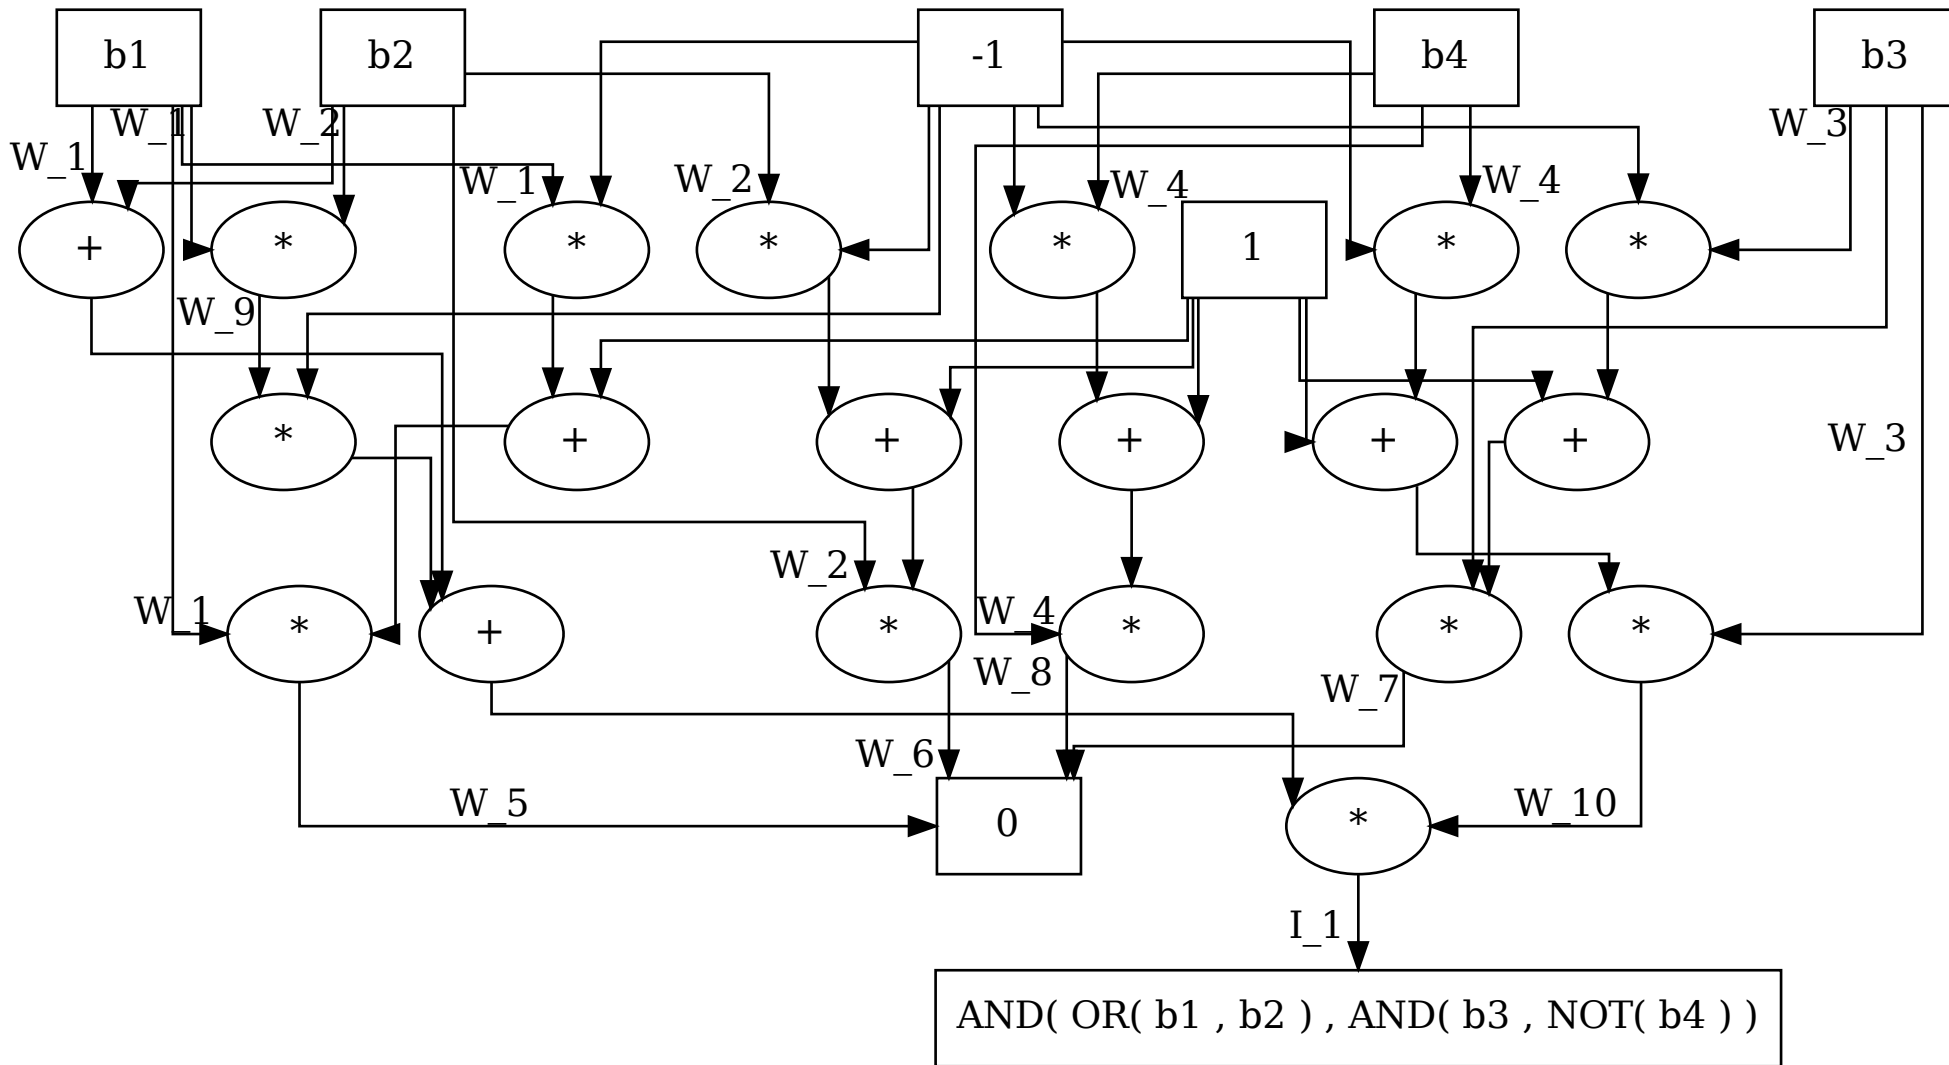 b1 b2 -1 b4 b3
W_1 W_2 W_3
W_1 W_1 W_2 W_4 W_4
+ * * * * 1 * *
W_9
* + + + + + W_3
W_2
W_1 * + * W_4 * * *
W_8 W_7
W_6
W_5 0 * W_10
I_1
AND( OR( b1 , b2 ) , AND( b3 , NOT( b4 ) )